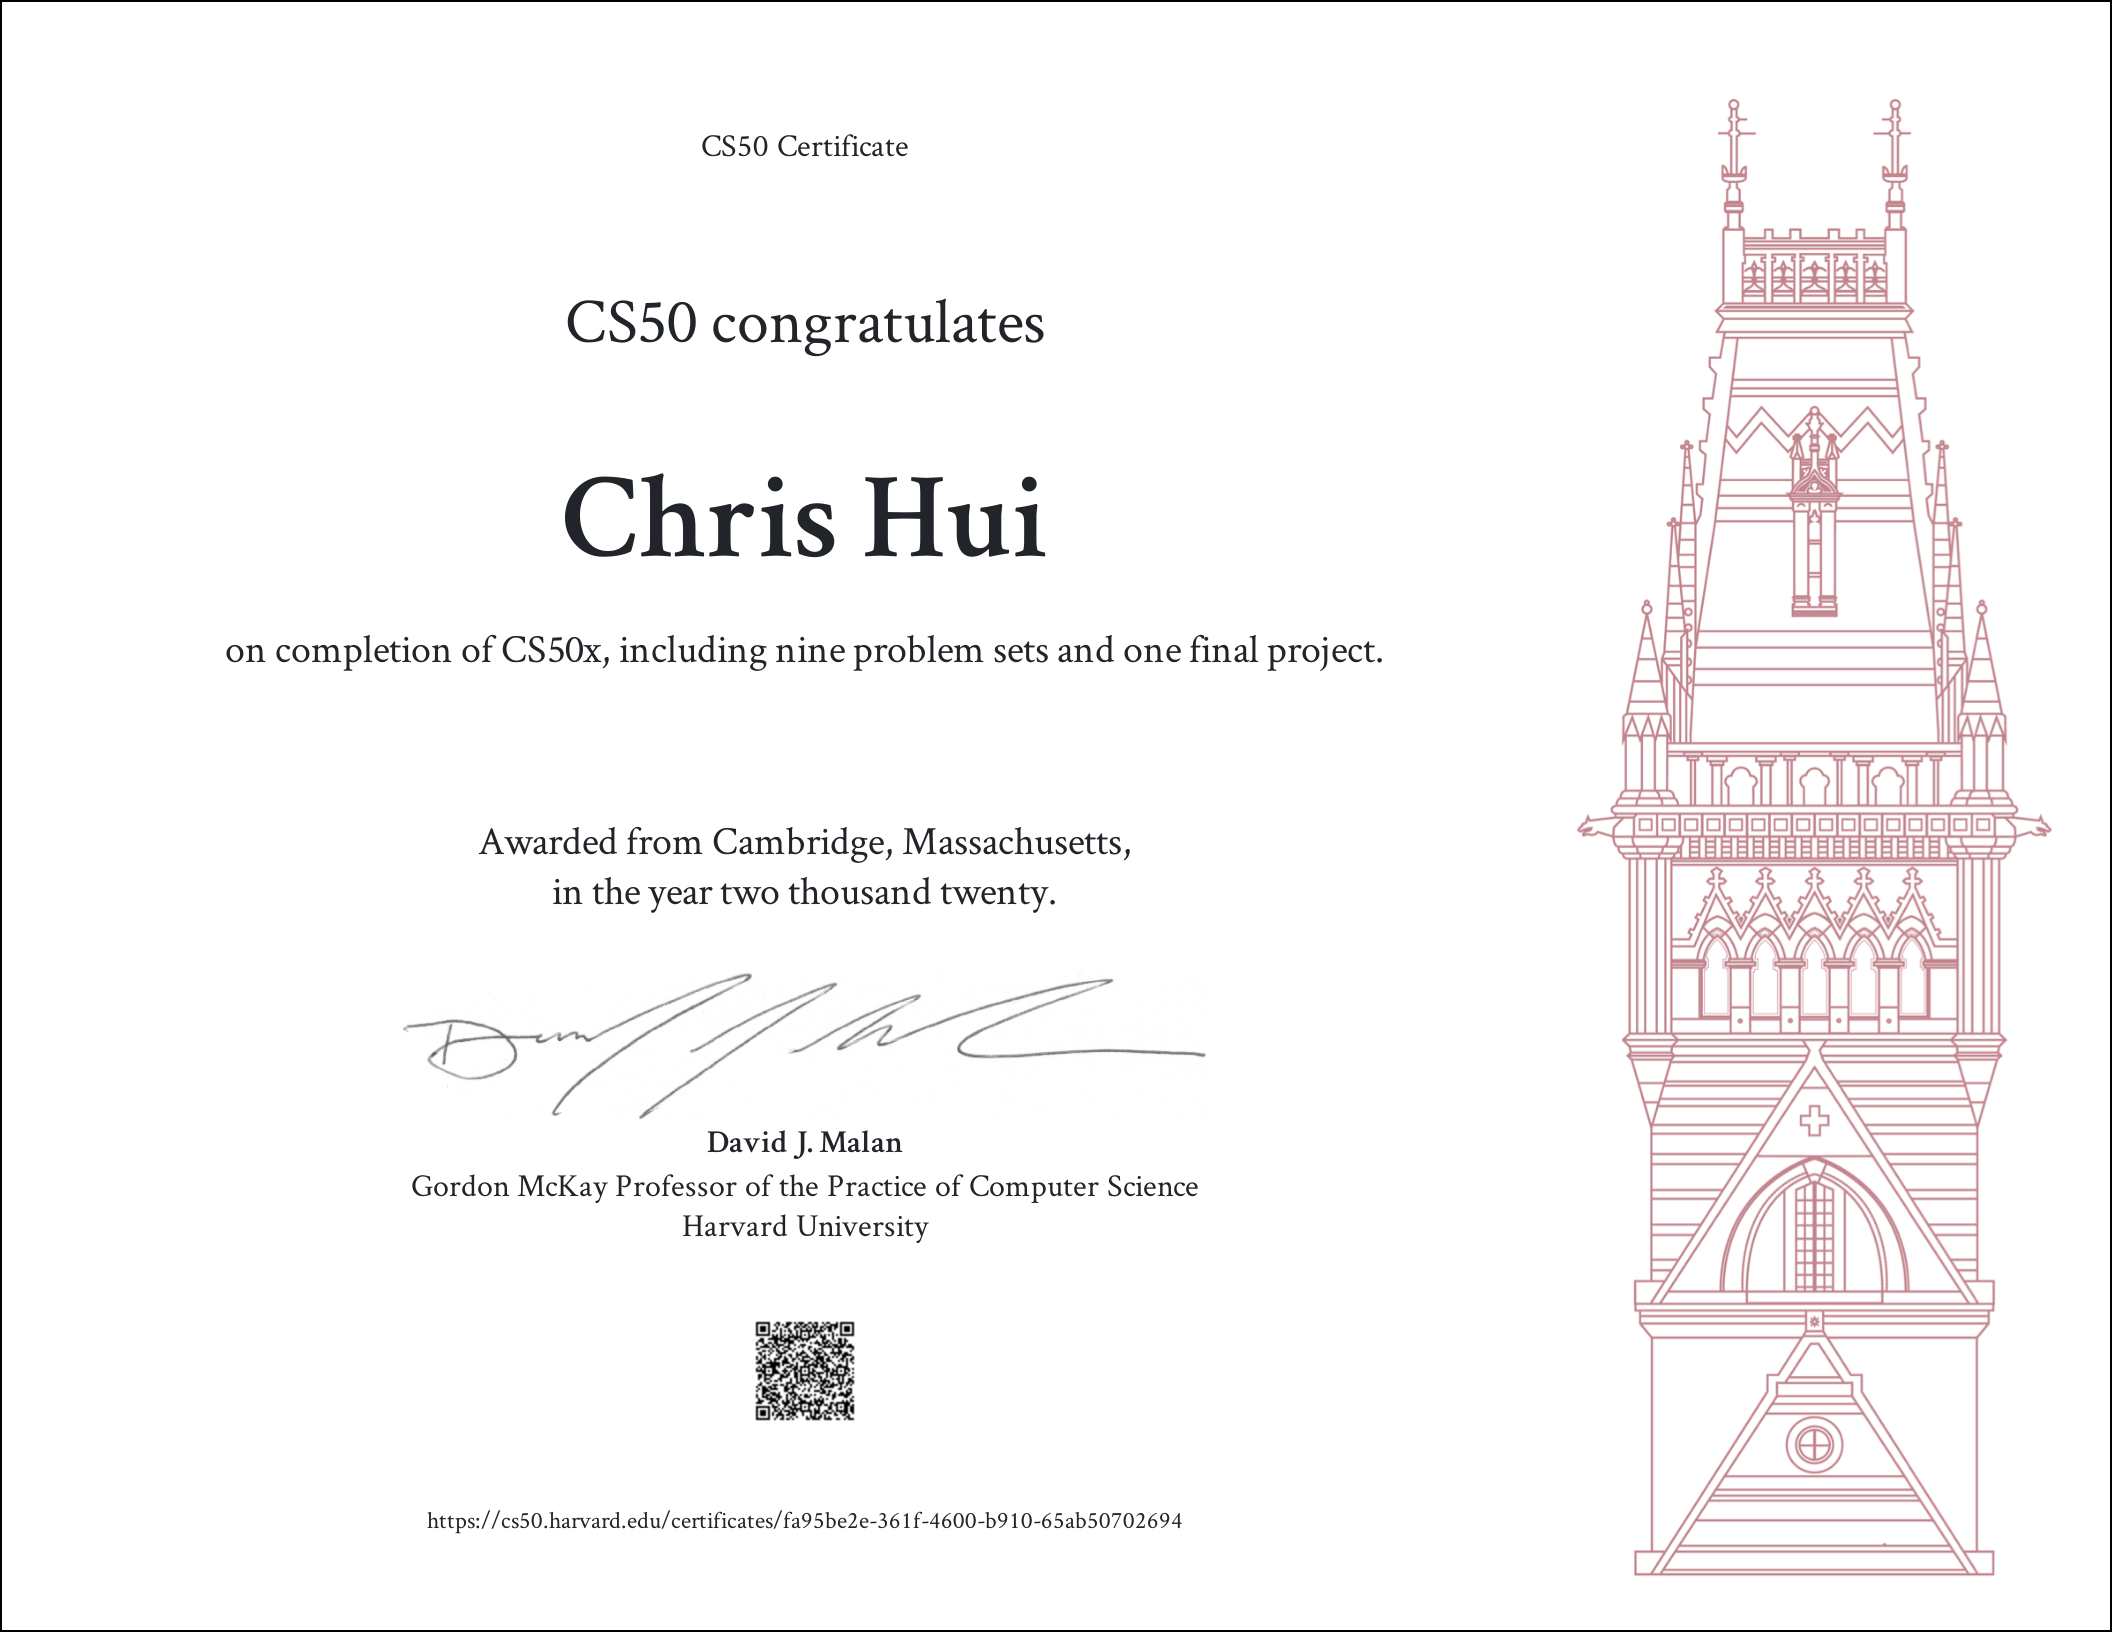 CS50 Certificate
CS50 congratulates
Chris Hui
on completion of CS50x, including nine problem sets and one final project.
Awarded from Cambridge, Massachusetts,
in the year two thousand twenty.
David J. Malan
Gordon McKay Professor of the Practice of Computer Science
Harvard University
https://cs50.harvard.edu/certificates/fa95be2e-361f-4600-b910-65ab50702694